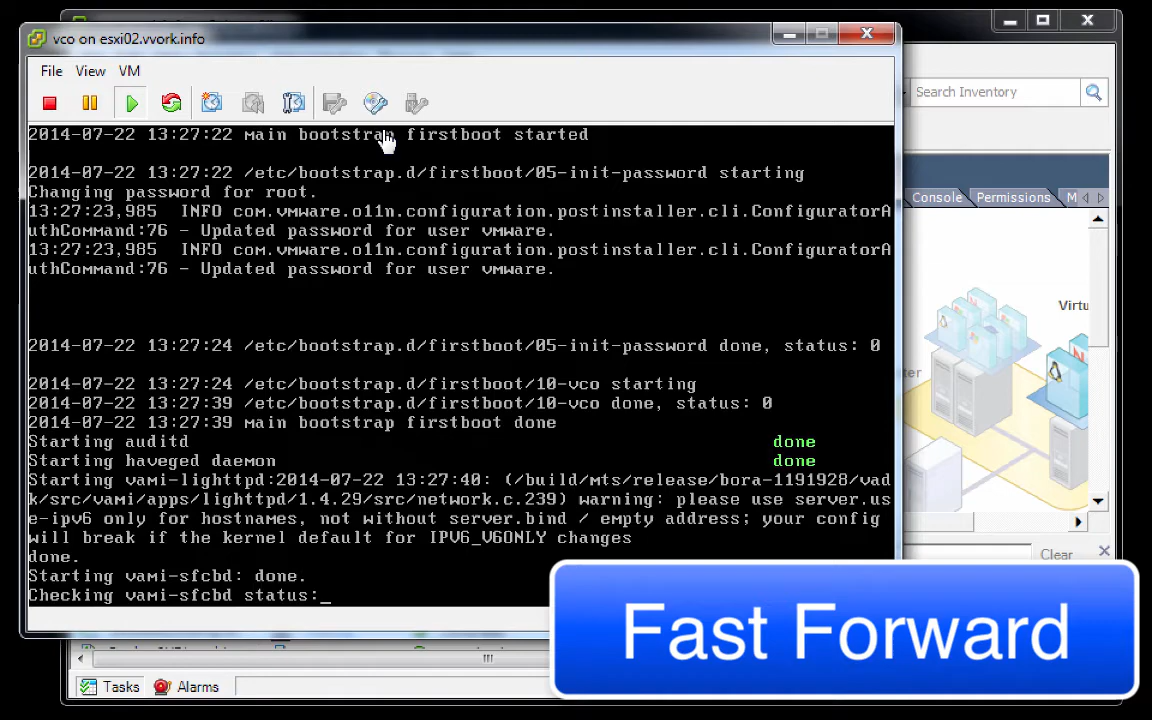 vco on esxi02.vvork.info
File View VM
Search Inventory
2014-07-22 13:27:22 main bootstrap firstboot started
2014-07-22 13:27:22 /etc/bootstrap.d/firstboot/05-init-password starting
Changing password for root.
13:27:23,985  INFO com.vmware.o11n.configuration.postinstaller.cli.ConfiguratorA
uthCommand:76 - Updated password for user vmware.
13:27:23,985  INFO com.vmware.o11n.configuration.postinstaller.cli.ConfiguratorA
uthCommand:76 - Updated password for user vmware.
2014-07-22 13:27:24 /etc/bootstrap.d/firstboot/05-init-password done, status: 0
2014-07-22 13:27:24 /etc/bootstrap.d/firstboot/10-vco starting
2014-07-22 13:27:39 /etc/bootstrap.d/firstboot/10-vco done, status: 0
2014-07-22 13:27:39 main bootstrap firstboot done
Starting auditd done
Starting haveged daemon done
Starting vami-lighttpd:2014-07-22 13:27:40: (/build/mts/release/bora-1191928/vad
k/src/vami/apps/lighttpd/1.4.29/src/network.c.239) warning: please use server.us
e-ipv6 only for hostnames, not without server.bind / empty address; your config
will break if the kernel default for IPV6_V6ONLY changes
done.
Starting vami-sfcbd: done.
Checking vami-sfcbd status:_
Console Permissions M
Virtu
Clear
Fast Forward
Tasks Alarms